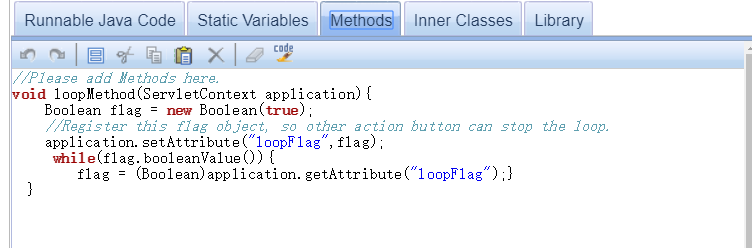 Runnable Java Code Static Variables Methods Inner Classes Library
code
//Please add Methods here.
void loopMethod(ServletContext application){
Boolean flag = new Boolean(true);
//Register this flag object, so other action button can stop the loop.
application.setAttribute("loopFlag",flag);
while(flag.booleanValue()){
flag = (Boolean)application.getAttribute("loopFlag");}
}